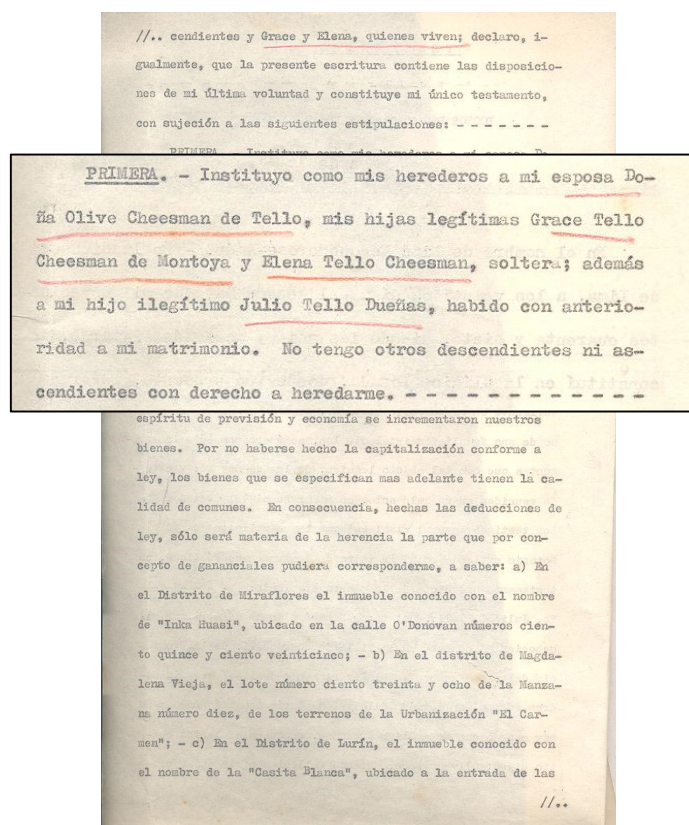 //.. cendientes y Grace y Elena, quienes viven; declaro, i-
gualmente, que la presente escritura contiene las disposicio-
nes de mi última voluntad y constituye mi único testamento,
con sujeción a las siguientes estipulaciones: - - - - - - -
PRIMERA. - Instituyo como mis herederos a mi esposa Do-
PRIMERA. - Instituyo como mis herederos a mi esposa Do-
ña Olive Cheesman de Tello, mis hijas legítimas Grace Tello
Cheesman de Montoya y Elena Tello Cheesman, soltera; además
a mi hijo ilegítimo Julio Tello Dueñas, habido con anterio-
ridad a mi matrimonio. No tengo otros descendientes ni as-
cendientes con derecho a heredarme. - - - - - - - - - - - - -
espíritu de previsión y economía se incrementaron nuestros
bienes. Por no haberse hecho la capitalización conforme a
ley, los bienes que se especifican mas adelante tienen la ca-
lidad de comunes. En consecuencia, hechas las deducciones de
ley, sólo será materia de la herencia la parte que por con-
cepto de gananciales pudiera corresponderme, a saber: a) En
el Distrito de Miraflores el inmueble conocido con el nombre
de "Inka Huasi", ubicado en la calle O'Donovan números cien-
to quince y ciento veinticinco; - b) En el distrito de Magda-
lena Vieja, el lote número ciento treinta y ocho de la Manza-
na número diez, de los terrenos de la Urbanización "El Car-
men"; - c) En el Distrito de Lurín, el inmueble conocido con
el nombre de la "Casita Blanca", ubicado a la entrada de las
//..